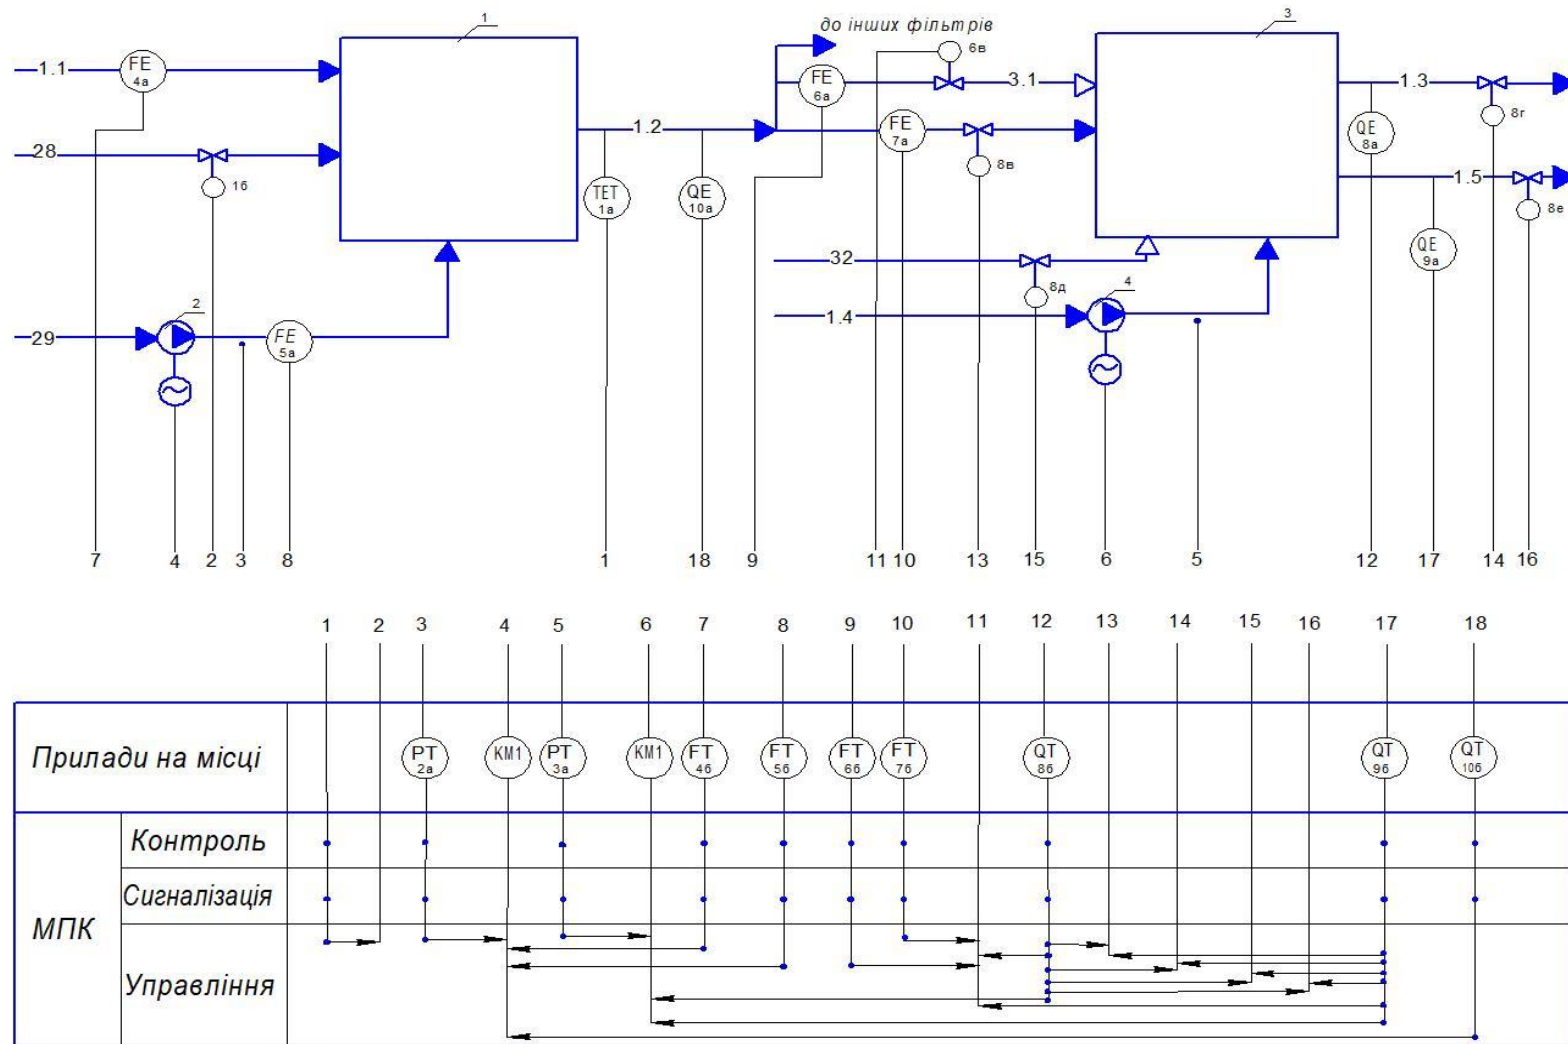 1
до інших фільтрів
3
6в
1.1
FE
4а
FE
6а
3.1
1.3
8г
1.2
FE
7а
QE
8а
28
1б
8в
1.5
8е
TET
1а
QE
10а
QE
9а
32
8д
2
4
29
FE
5а
1.4
7
4
2
3
8
1
18
9
11
10
13
15
6
5
12
17
14
16
1
2
3
4
5
6
7
8
9
10
11
12
13
14
15
16
17
18
Прилади на місці
PT
2а
KM1
PT
3а
KM1
FT
4б
FT
5б
FT
6б
FT
7б
QT
8б
QT
9б
QT
10б
МПК
Контроль
Сигналізація
Управління